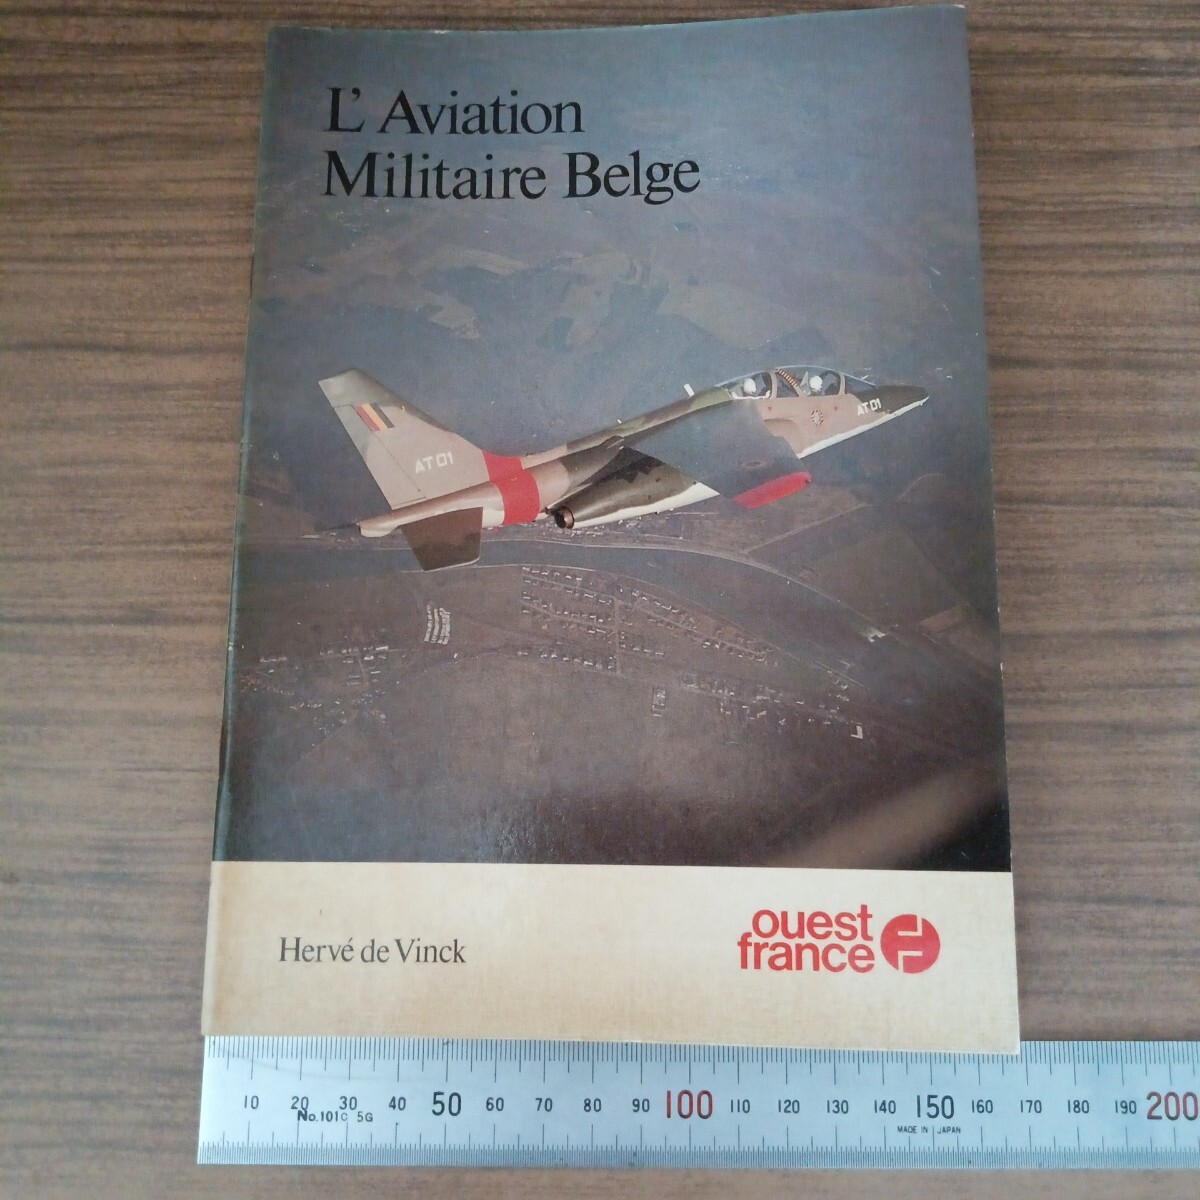 L' Aviation
Militaire Belge
AT 01
AT 01
Hervé de Vinck
ouest
france
10 20 30 40 50 60 70 80 90 100 110 120 130 140 150 160 170 180 190 200
No.101C 5G
MADE IN JAPAN